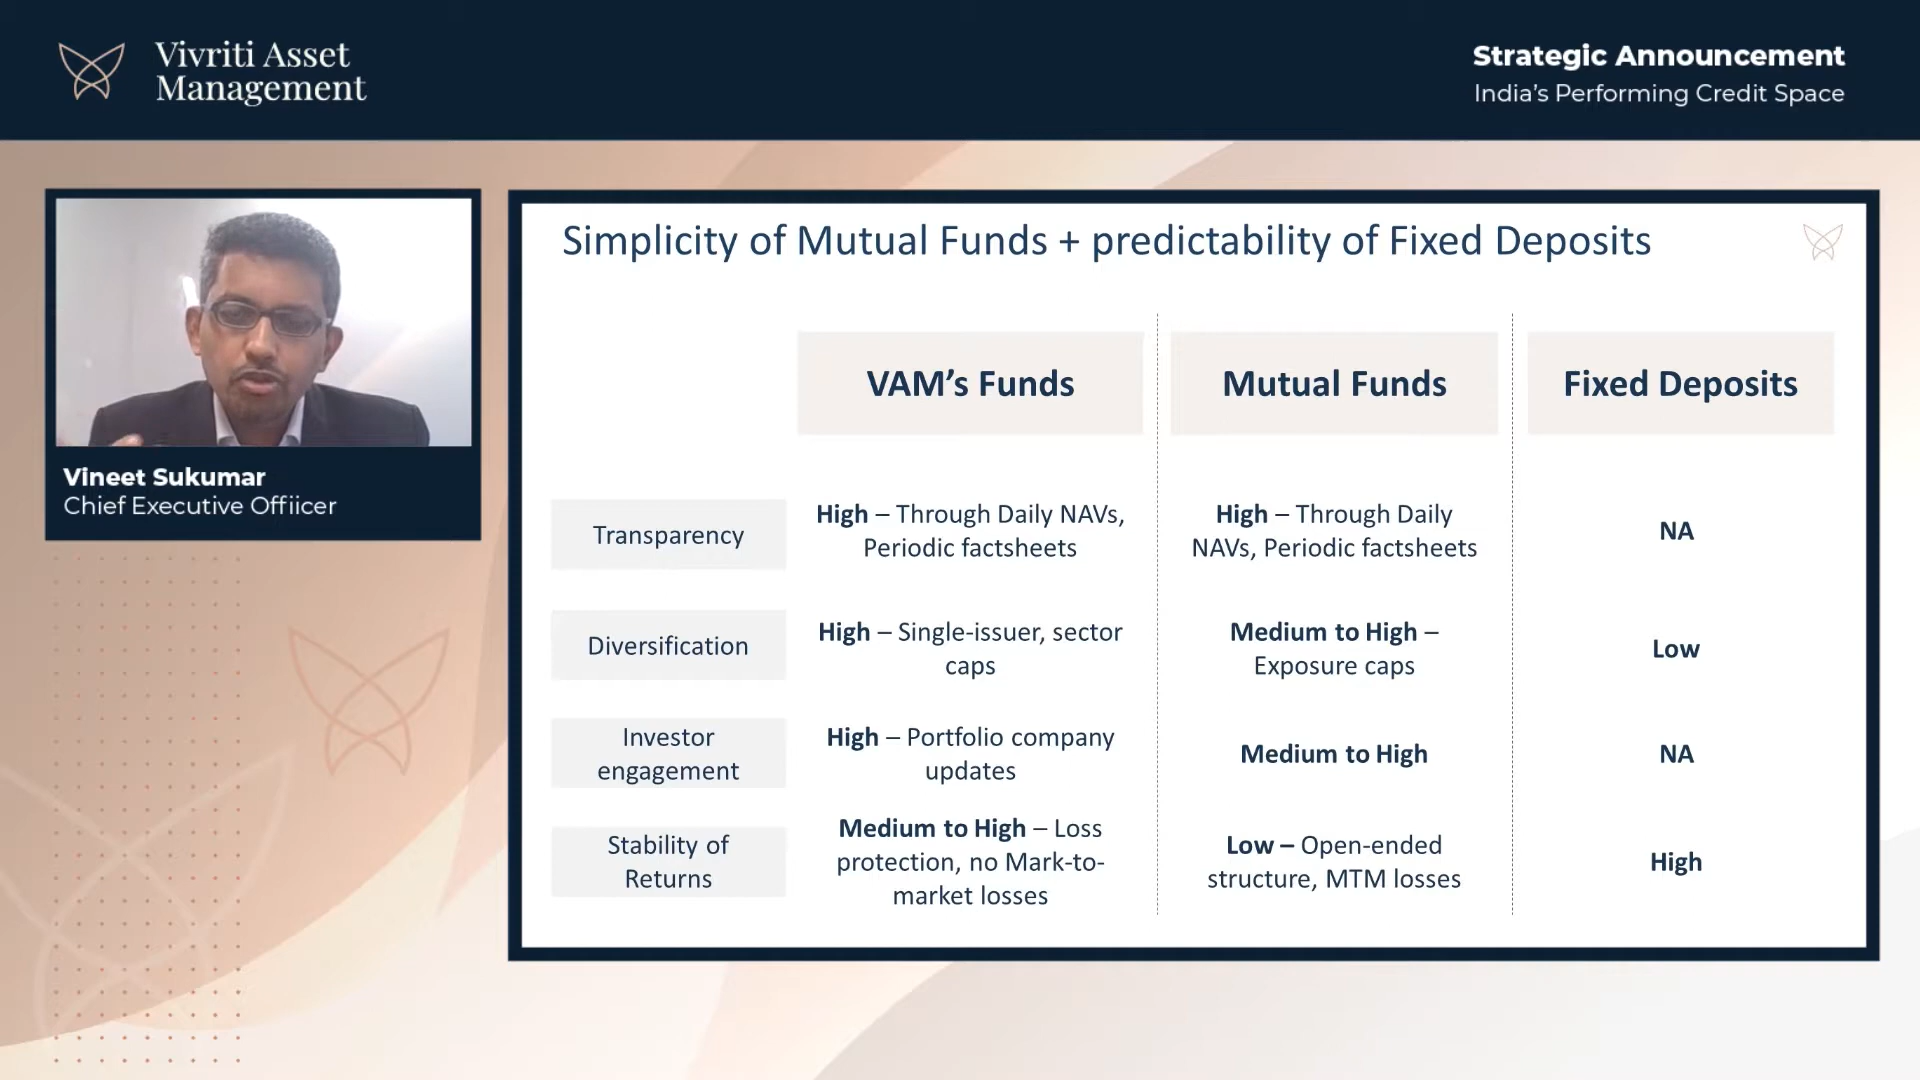 Vivriti Asset
Management
Strategic Announcement
India's Performing Credit Space
Vineet Sukumar
Chief Executive Offiicer
Simplicity of Mutual Funds + predictability of Fixed Deposits
VAM's Funds
Mutual Funds
Fixed Deposits
Transparency
High – Through Daily NAVs,
Periodic factsheets
High – Through Daily
NAVs, Periodic factsheets
NA
Diversification
High – Single-issuer, sector
caps
Medium to High –
Exposure caps
Low
Investor
engagement
High – Portfolio company
updates
Medium to High
NA
Stability of
Returns
Medium to High – Loss
protection, no Mark-to-
market losses
Low – Open-ended
structure, MTM losses
High